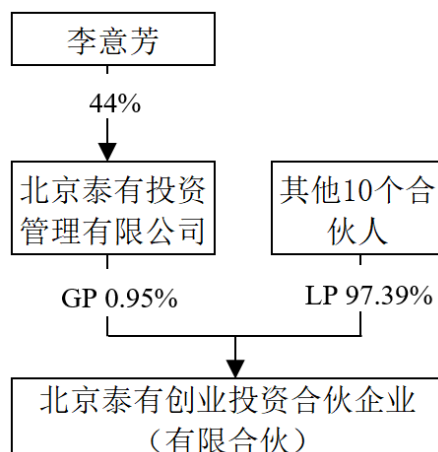 李意芳
44%
北京泰有投资
管理有限公司
其他10个合
伙人
GP 0.95%
LP 97.39%
北京泰有创业投资合伙企业
（有限合伙）